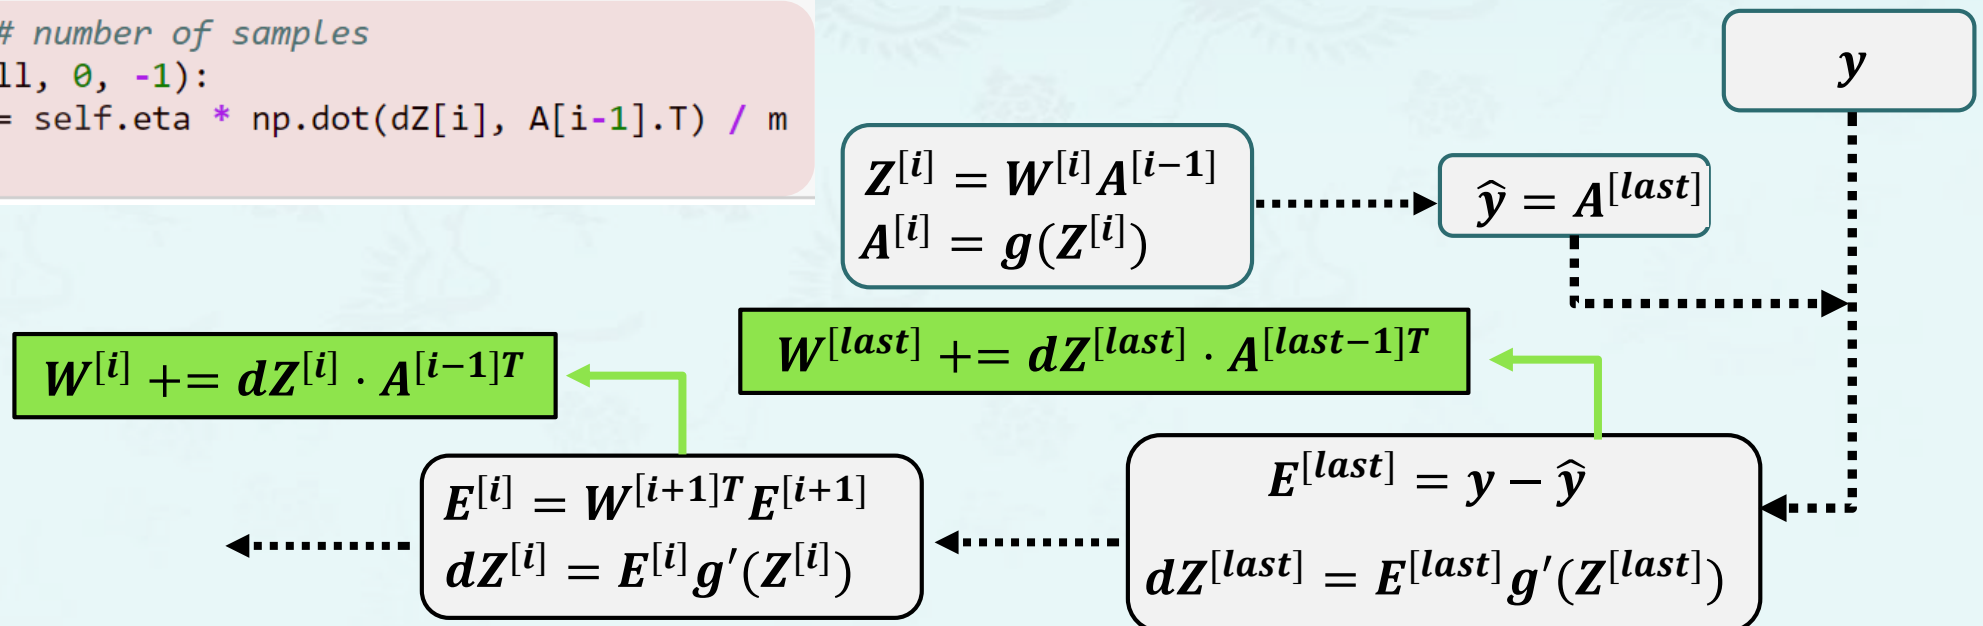 # number of samples
ll, 0, -1):
= self.eta * np.dot(dZ[i], A[i-1].T) / m
y
Z^[i] = W^[i] A^[i−1]
A^[i] = g(Z^[i])
ŷ = A^[last]
W^[last] += dZ^[last] · A^[last−1]T
W^[i] += dZ^[i] · A^[i−1]T
E^[i] = W^[i+1]T E^[i+1]
dZ^[i] = E^[i] g′(Z^[i])
E^[last] = y − ŷ
dZ^[last] = E^[last] g′(Z^[last])